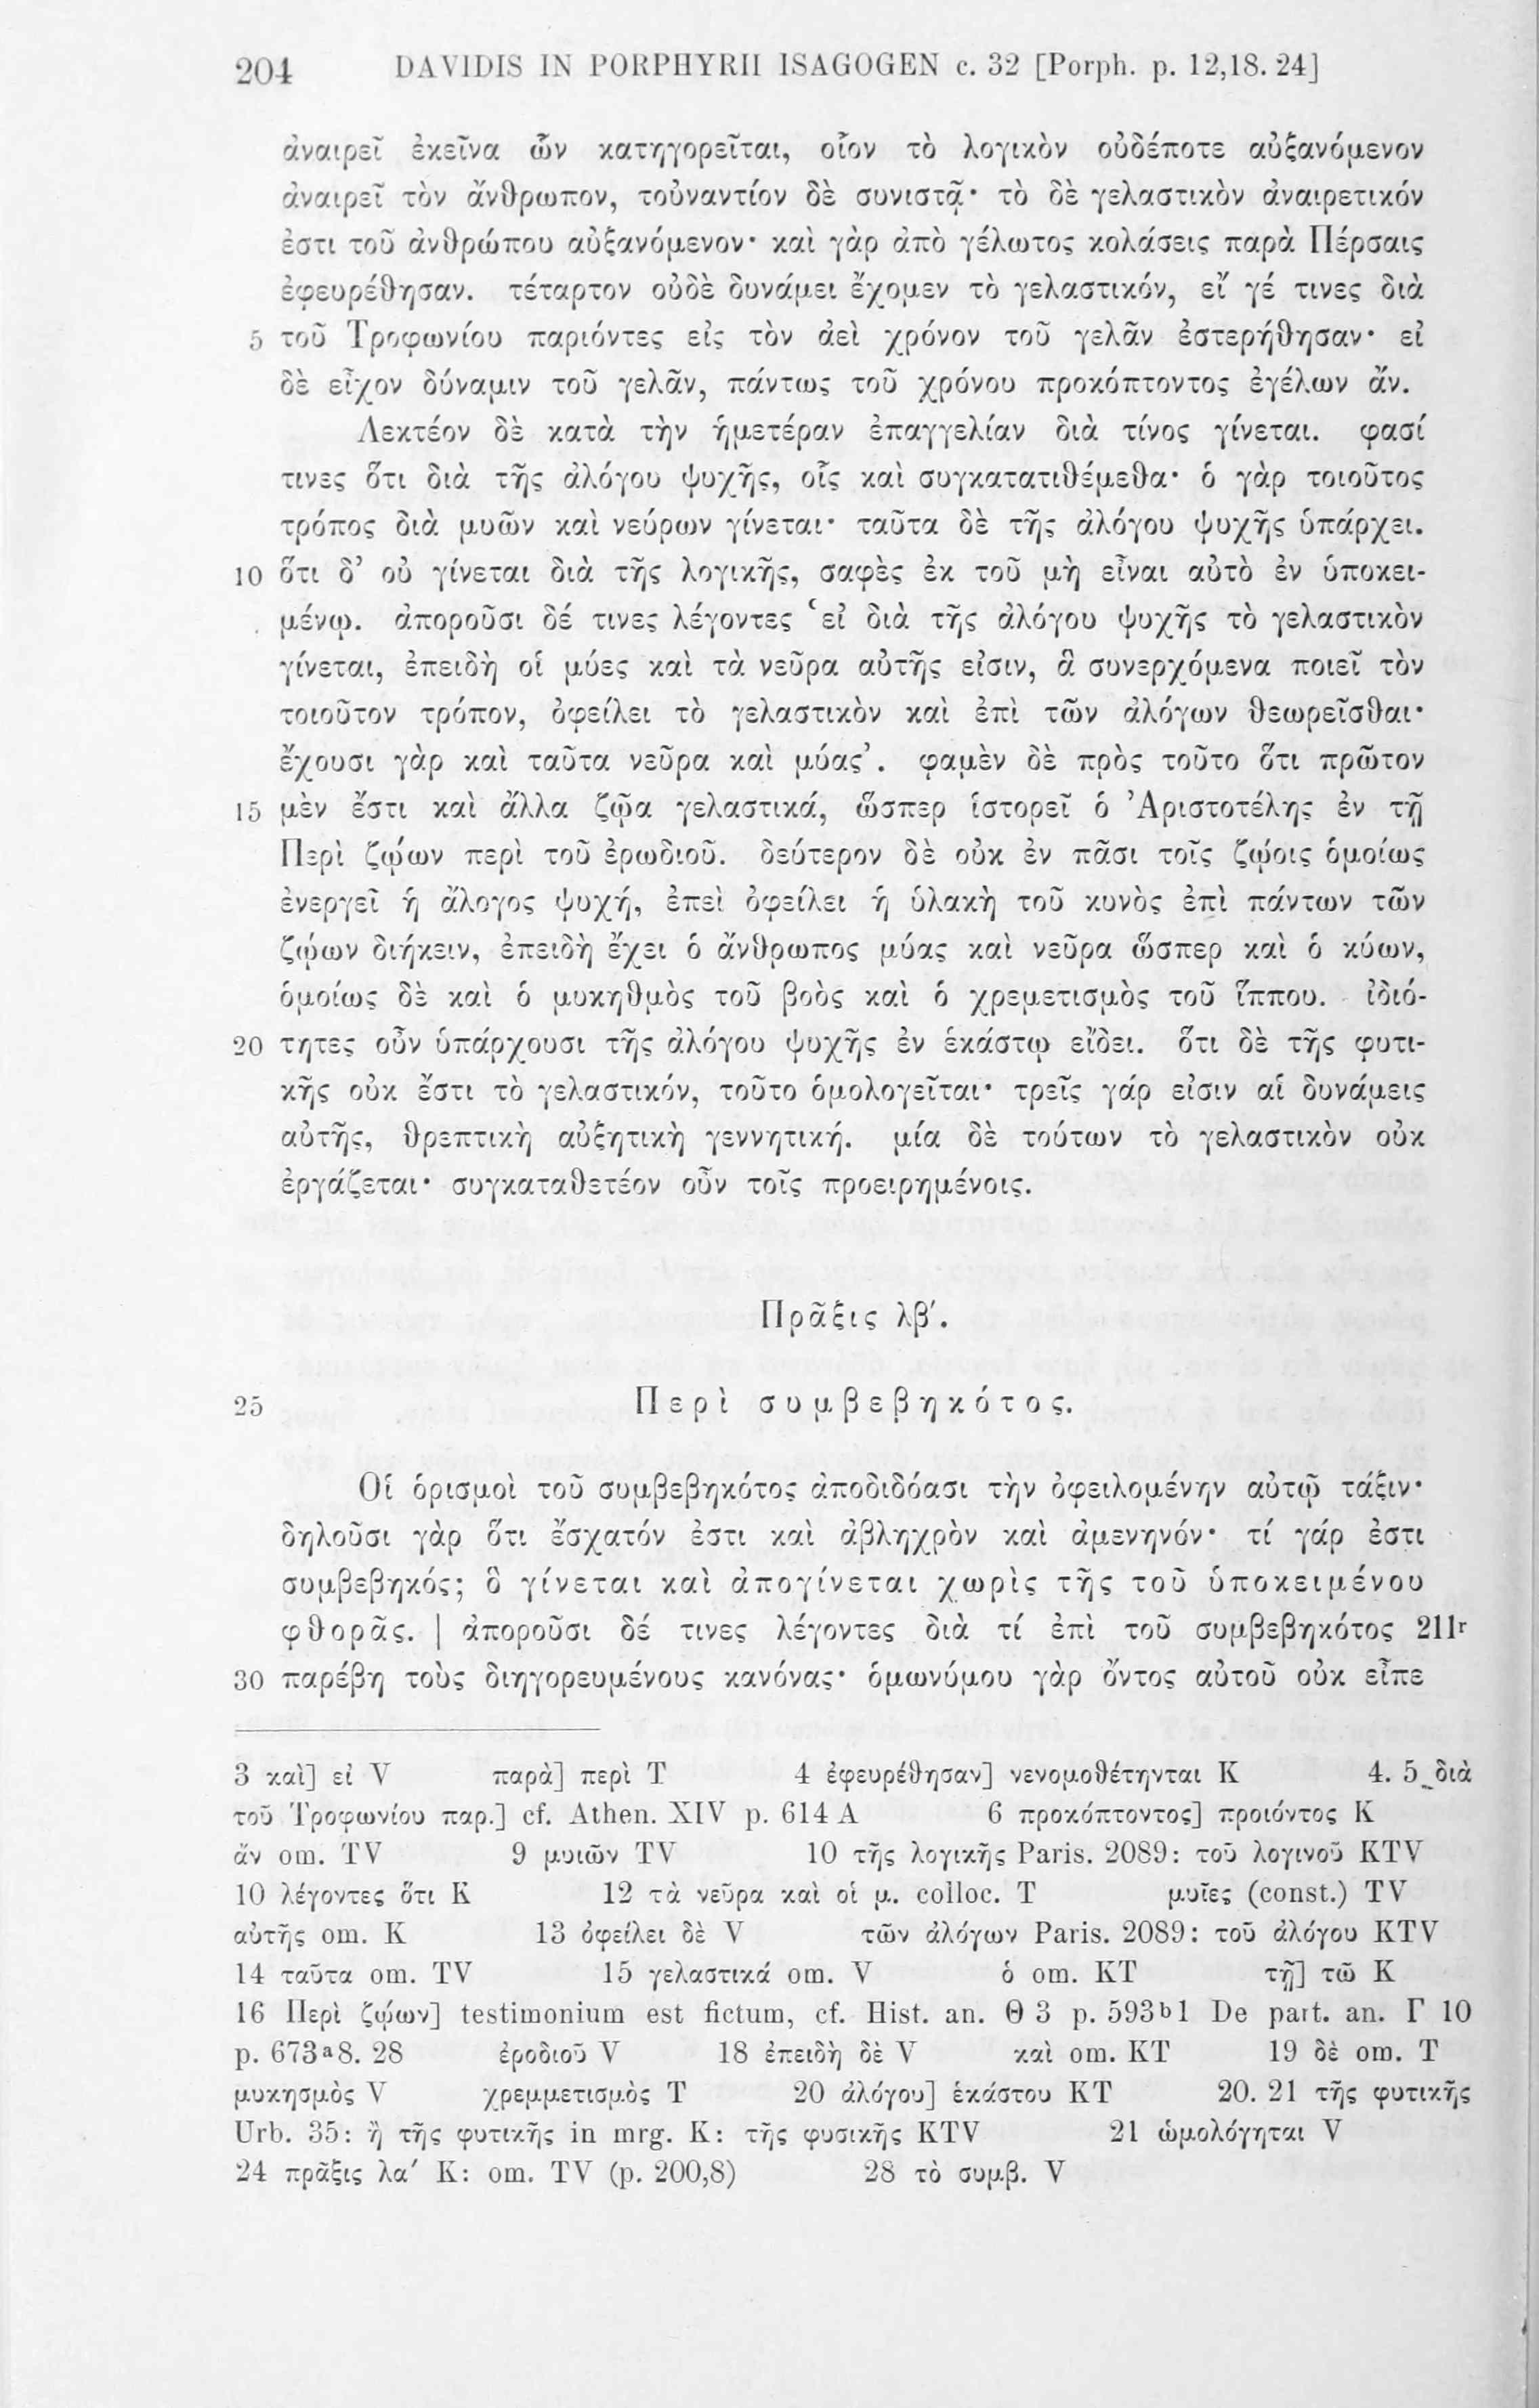 204 DAVIDIS IN PORPHYRII ISAGOGEN c. 32 [Porph. p. 12,18. 24]
ἀναιρεῖ ἐκεῖνα ὧν κατηγορεῖται, οἷον τὸ λογικὸν οὐδέποτε αὐξανόμενον
ἀναιρεῖ τὸν ἄνθρωπον, τοὐναντίον δὲ συνιστᾷ· τὸ δὲ γελαστικὸν ἀναιρετικόν
ἐστι τοῦ ἀνθρώπου αὐξανόμενον· καὶ γὰρ ἀπὸ γέλωτος κολάσεις παρὰ Πέρσαις
ἐφευρέθησαν. τέταρτον οὐδὲ δυνάμει ἔχομεν τὸ γελαστικόν, εἴ γέ τινες διὰ
5 τοῦ Τροφωνίου παριόντες εἰς τὸν ἀεὶ χρόνον τοῦ γελᾶν ἐστερήθησαν· εἰ
δὲ εἶχον δύναμιν τοῦ γελᾶν, πάντως τοῦ χρόνου προκόπτοντος ἐγέλων ἄν.
Λεκτέον δὲ κατὰ τὴν ἡμετέραν ἐπαγγελίαν διὰ τίνος γίνεται. φασί
τινες ὅτι διὰ τῆς ἀλόγου ψυχῆς, οἷς καὶ συγκατατιθέμεθα· ὁ γὰρ τοιοῦτος
τρόπος διὰ μυῶν καὶ νεύρων γίνεται· ταῦτα δὲ τῆς ἀλόγου ψυχῆς ὑπάρχει.
10 ὅτι δ’ οὐ γίνεται διὰ τῆς λογικῆς, σαφὲς ἐκ τοῦ μὴ εἶναι αὐτὸ ἐν ὑποκει-
μένῳ. ἀποροῦσι δέ τινες λέγοντες ‘εἰ διὰ τῆς ἀλόγου ψυχῆς τὸ γελαστικὸν
γίνεται, ἐπειδὴ οἱ μύες καὶ τὰ νεῦρα αὐτῆς εἰσιν, ἃ συνερχόμενα ποιεῖ τὸν
τοιοῦτον τρόπον, ὀφείλει τὸ γελαστικὸν καὶ ἐπὶ τῶν ἀλόγων θεωρεῖσθαι·
ἔχουσι γὰρ καὶ ταῦτα νεῦρα καὶ μύας’. φαμὲν δὲ πρὸς τοῦτο ὅτι πρῶτον
15 μὲν ἔστι καὶ ἄλλα ζῷα γελαστικά, ὥσπερ ἱστορεῖ ὁ Ἀριστοτέλης ἐν τῇ
Περὶ ζῴων περὶ τοῦ ἐρωδιοῦ. δεύτερον δὲ οὐκ ἐν πᾶσι τοῖς ζῴοις ὁμοίως
ἐνεργεῖ ἡ ἄλογος ψυχή, ἐπεὶ ὀφείλει ἡ ὑλακὴ τοῦ κυνὸς ἐπὶ πάντων τῶν
ζῴων διήκειν, ἐπειδὴ ἔχει ὁ ἄνθρωπος μύας καὶ νεῦρα ὥσπερ καὶ ὁ κύων,
ὁμοίως δὲ καὶ ὁ μυκηθμὸς τοῦ βοὸς καὶ ὁ χρεμετισμὸς τοῦ ἵππου. ἰδιό-
20 τητες οὖν ὑπάρχουσι τῆς ἀλόγου ψυχῆς ἐν ἑκάστῳ εἴδει. ὅτι δὲ τῆς φυτι-
κῆς οὐκ ἔστι τὸ γελαστικόν, τοῦτο ὁμολογεῖται· τρεῖς γάρ εἰσιν αἱ δυνάμεις
αὐτῆς, θρεπτικὴ αὐξητικὴ γεννητική. μία δὲ τούτων τὸ γελαστικὸν οὐκ
ἐργάζεται· συγκαταθετέον οὖν τοῖς προειρημένοις.
Πρᾶξις λβ′.
25 Περὶ συμβεβηκότος.
Οἱ ὁρισμοὶ τοῦ συμβεβηκότος ἀποδιδόασι τὴν ὀφειλομένην αὐτῷ τάξιν·
δηλοῦσι γὰρ ὅτι ἔσχατόν ἐστι καὶ ἀβληχρὸν καὶ ἀμενηνόν· τί γάρ ἐστι
συμβεβηκός; ὃ γίνεται καὶ ἀπογίνεται χωρὶς τῆς τοῦ ὑποκειμένου
φθορᾶς. | ἀποροῦσι δέ τινες λέγοντες διὰ τί ἐπὶ τοῦ συμβεβηκότος 211r
30 παρέβη τοὺς διηγορευμένους κανόνας· ὁμωνύμου γὰρ ὄντος αὐτοῦ οὐκ εἶπε
3 καὶ] εἰ V παρὰ] περὶ T 4 ἐφευρέθησαν] νενομοθέτηνται K 4. 5 διὰ
τοῦ Τροφωνίου παρ.] cf. Athen. XIV p. 614 A 6 προκόπτοντος] προιόντος K
ἄν om. TV 9 μυιῶν TV 10 τῆς λογικῆς Paris. 2089: τοῦ λογινοῦ KTV
10 λέγοντες ὅτι K 12 τὰ νεῦρα καὶ οἱ μ. colloc. T μυῖες (const.) TV
αὐτῆς om. K 13 ὀφείλει δὲ V τῶν ἀλόγων Paris. 2089: τοῦ ἀλόγου KTV
14 ταῦτα om. TV 15 γελαστικά om. V ὁ om. KT τῇ] τῶ K
16 Περὶ ζῴων] testimonium est fictum, cf. Hist. an. Θ 3 p. 593b1 De part. an. Γ 10
p. 673a8. 28 ἐροδιοῦ V 18 ἐπειδὴ δὲ V καὶ om. KT 19 δὲ om. T
μυκησμὸς V χρεμμετισμὸς T 20 ἀλόγου] ἑκάστου KT 20. 21 τῆς φυτικῆς
Urb. 35: ἢ τῆς φυτικῆς in mrg. K: τῆς φυσικῆς KTV 21 ὡμολόγηται V
24 πρᾶξις λα′ K: om. TV (p. 200,8) 28 τὸ συμβ. V